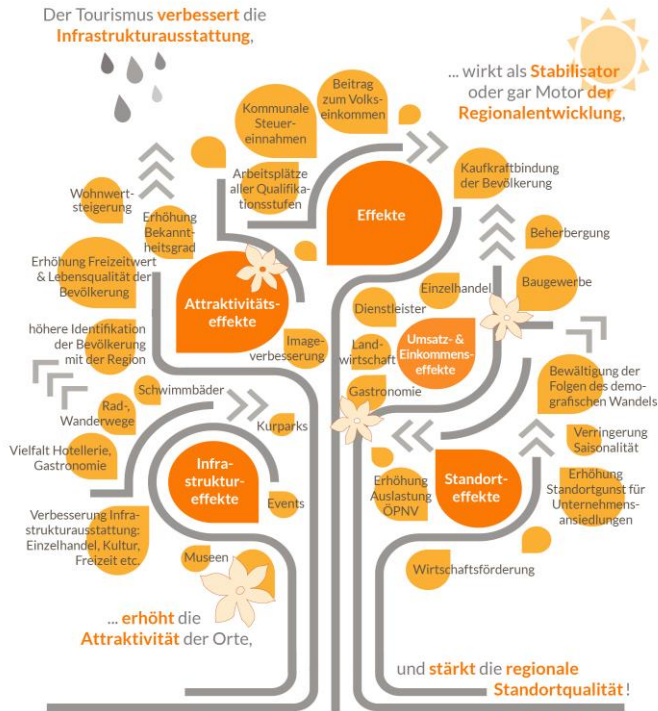 Der Tourismus verbessert die
Infrastrukturausstattung,
... wirkt als Stabilisator
oder gar Motor der
Regionalentwicklung,
Beitrag
zum Volks-
einkommen
Kommunale
Steuer-
einnahmen
Arbeitsplätze
aller Qualifika-
tionsstufen
Effekte
Kaufkraftbindung
der Bevölkerung
Wohnwert-
steigerung
Erhöhung
Bekannt-
heitsgrad
Erhöhung Freizeitwert
& Lebensqualität der
Bevölkerung
höhere Identifikation
der Bevölkerung
mit der Region
Attraktivitäts-
effekte
Image-
verbesserung
Beherbergung
Baugewerbe
Einzelhandel
Dienstleister
Land-
wirtschaft
Gastronomie
Umsatz- &
Einkommens-
effekte
Bewältigung der
Folgen des demo-
grafischen Wandels
Verringerung
Saisonalität
Erhöhung
Standortgunst für
Unternehmens-
ansiedlungen
Schwimmbäder
Rad-,
Wanderwege
Vielfalt Hotellerie,
Gastronomie
Verbesserung Infra-
strukturausstattung:
Einzelhandel, Kultur,
Freizeit etc.
Kurparks
Infra-
struktur-
effekte
Events
Museen
Erhöhung
Auslastung
ÖPNV
Standort-
effekte
Wirtschaftsförderung
... erhöht die
Attraktivität der Orte,
und stärkt die regionale
Standortqualität!